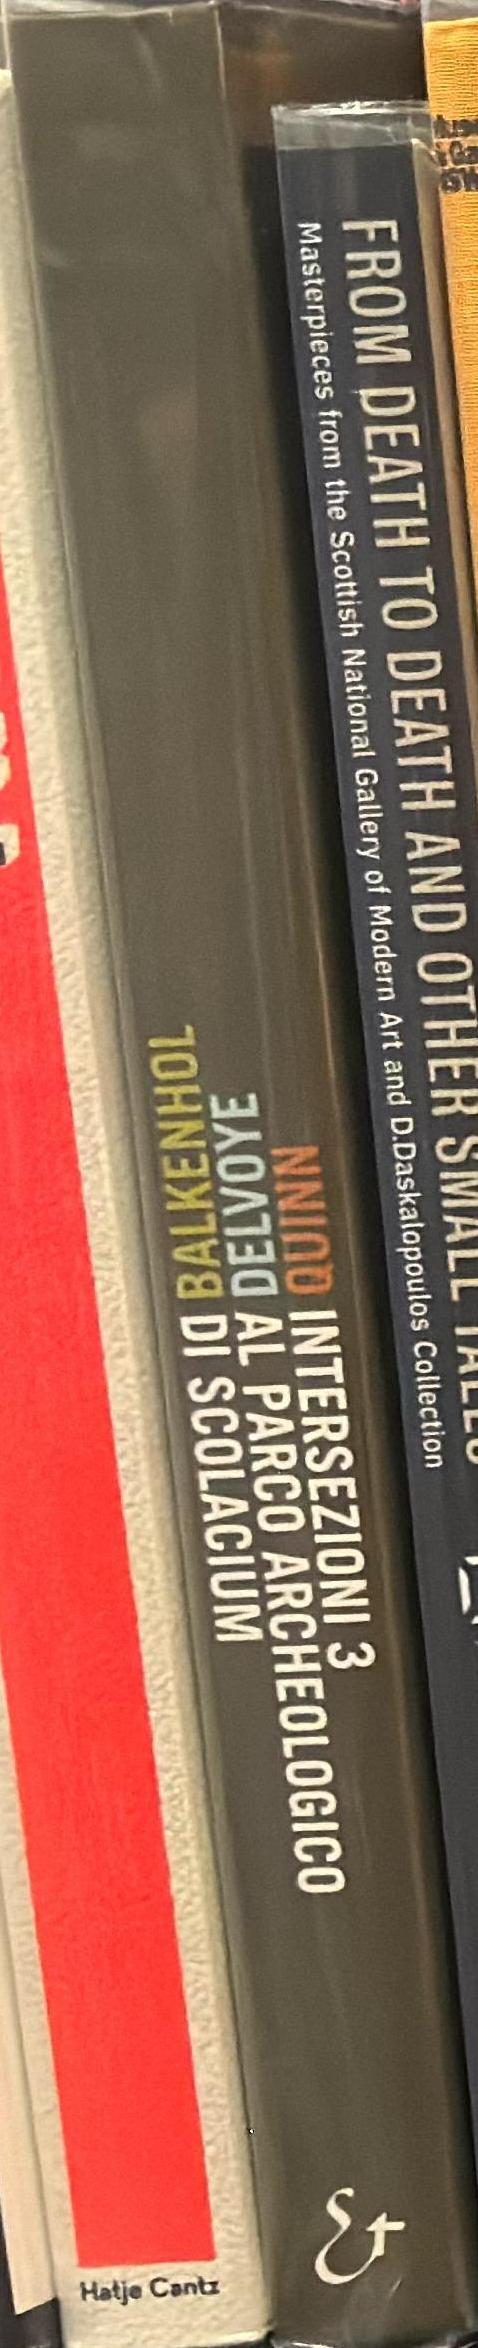 Hatje Cantz
BALKENHOL
DELVOYE
QUINN
INTERSEZIONI 3
AL PARCO ARCHEOLOGICO
DI SCOLACIUM
FROM DEATH TO DEATH AND OTHER SMALL TALES
Masterpieces from the Scottish National Gallery of Modern Art and D.Daskalopoulos Collection